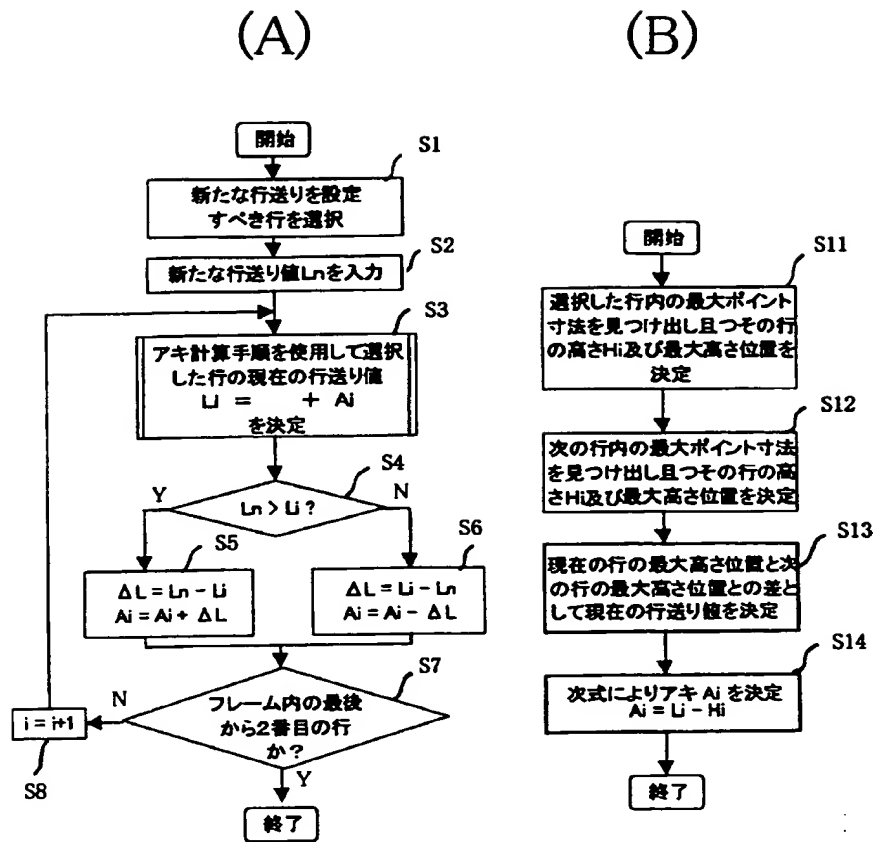 (A)
開始
S1
新たな行送りを設定
すべき行を選択
S2
新たな行送り値Lnを入力
S3
アキ計算手順を使用して選択
した行の現在の行送り値
Li = + Ai
を決定
S4
Y
Ln > Li ?
N
S5
ΔL = Ln - Li
Ai = Ai + ΔL
S6
ΔL = Li - Ln
Ai = Ai - ΔL
S7
N
フレーム内の最後
から2番目の行
か?
Y
i = i+1
S8
終了
(B)
開始
S11
選択した行内の最大ポイント
寸法を見つけ出し且つその行
の高さHi及び最大高さ位置を
決定
S12
次の行内の最大ポイント寸法
を見つけ出し且つその行の高
さHi及び最大高さ位置を決定
S13
現在の行の最大高さ位置と次
の行の最大高さ位置との差と
して現在の行送り値を決定
S14
次式によりアキ Ai を決定
Ai = Li - Hi
終了